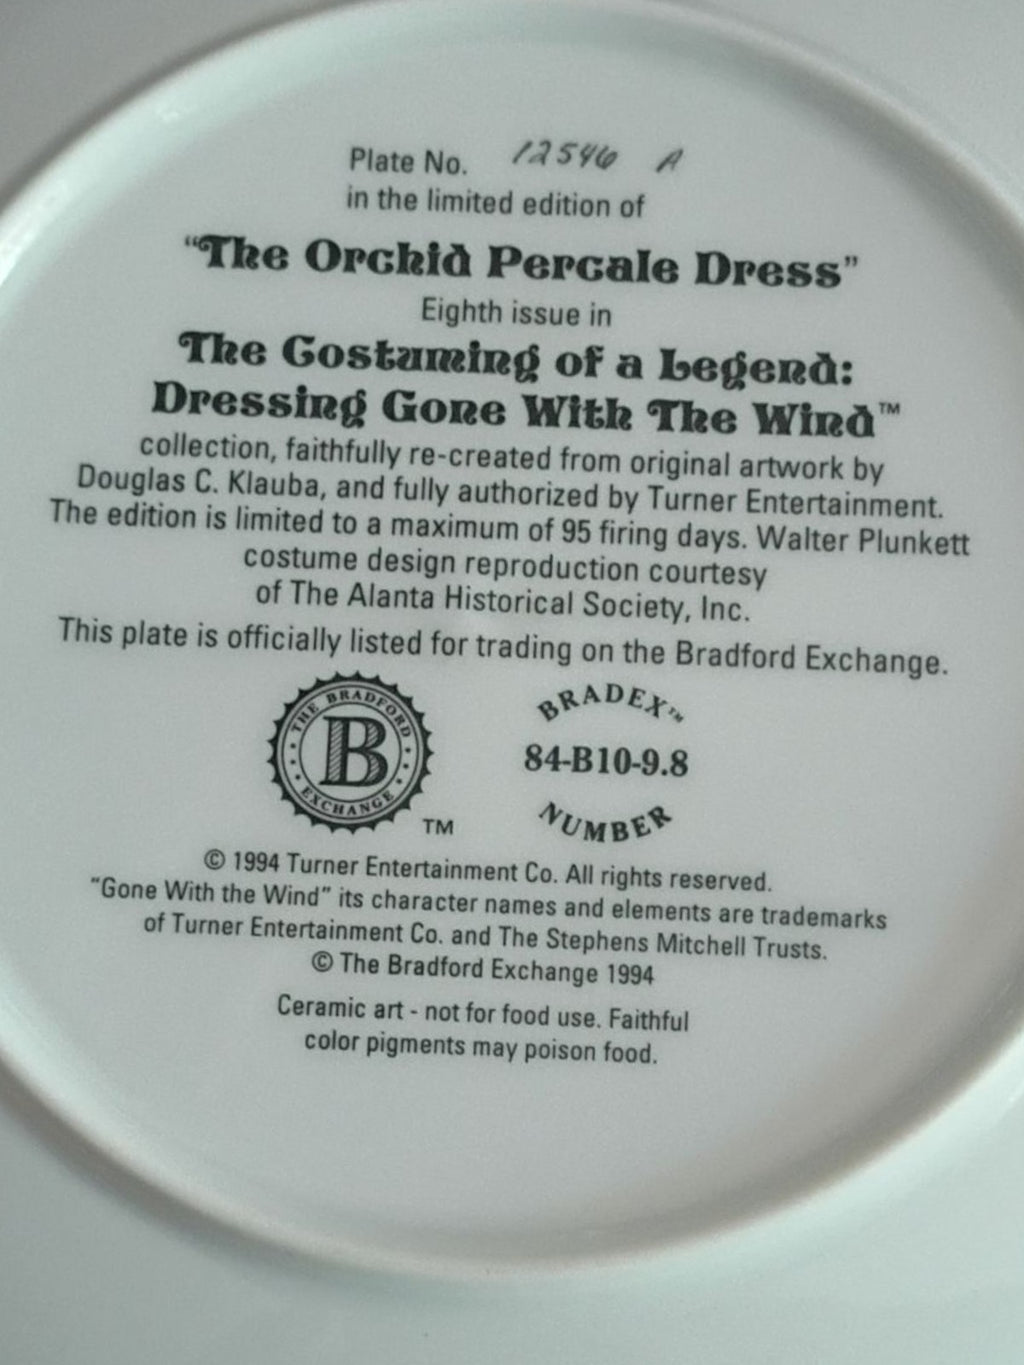 Plate No. 12546 A
in the limited edition of
"The Orchid Percale Dress"
Eighth issue in
The Costuming of a Legend:
Dressing Gone With The Wind™
collection, faithfully re-created from original artwork by
Douglas C. Klauba, and fully authorized by Turner Entertainment.
The edition is limited to a maximum of 95 firing days. Walter Plunkett
costume design reproduction courtesy
of The Alanta Historical Society, Inc.
This plate is officially listed for trading on the Bradford Exchange.
THE BRADFORD
B
EXCHANGE
TM
BRADEX™
84-B10-9.8
NUMBER
© 1994 Turner Entertainment Co. All rights reserved.
"Gone With the Wind" its character names and elements are trademarks
of Turner Entertainment Co. and The Stephens Mitchell Trusts.
© The Bradford Exchange 1994
Ceramic art - not for food use. Faithful
color pigments may poison food.